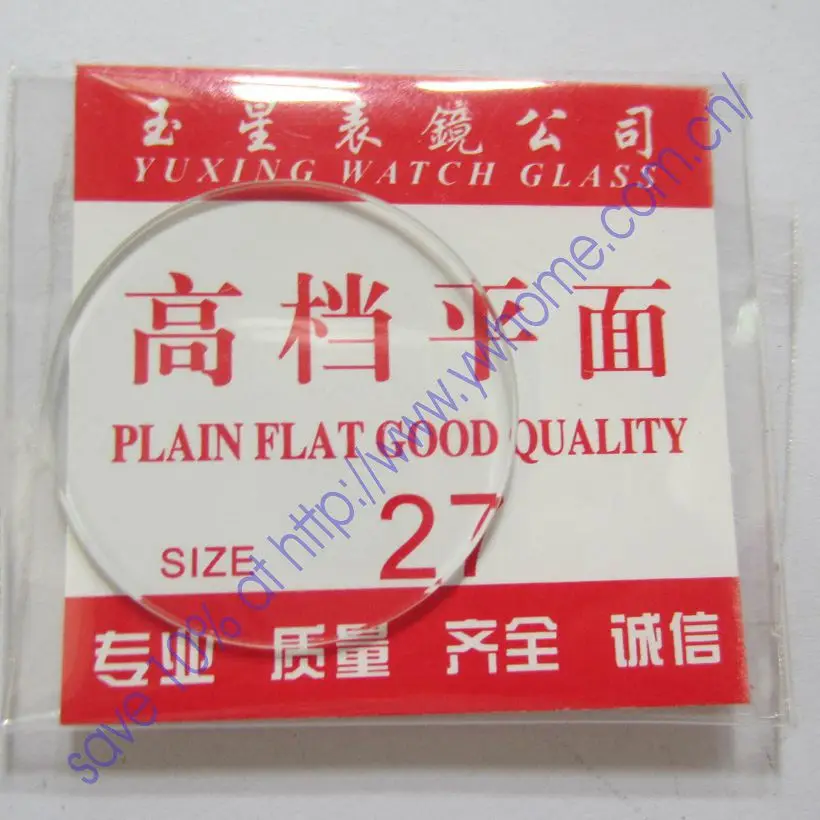 玉星表鏡公司
YUXING WATCH GLASS
高档平面
PLAIN FLAT GOOD QUALITY
SIZE 27
专业 质量 齐全 诚信
save 10% at http://www.ywhome.com.cn/